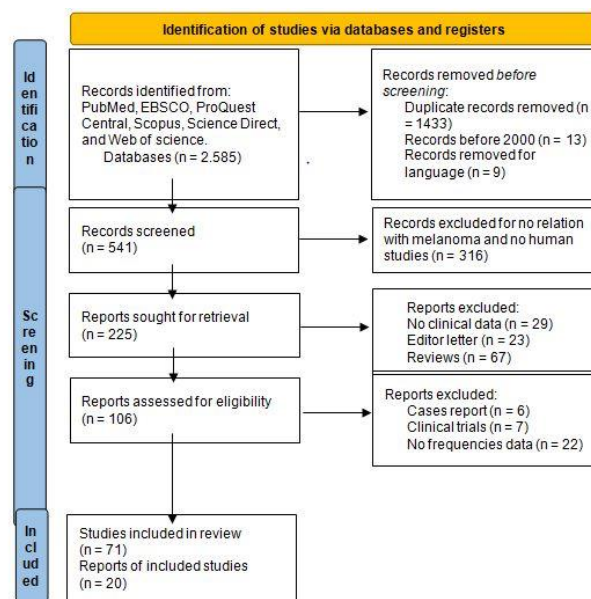 Identification of studies via databases and registers
Id
en
tif
ica
tio
n
Records identified from:
PubMed, EBSCO, ProQuest
Central, Scopus, Science Direct,
and Web of science.
Databases (n = 2.585)
Records removed before
screening:
Duplicate records removed (n
= 1433)
Records before 2000 (n = 13)
Records removed for
language (n = 9)
.
Sc
re
en
ing
Records screened
(n = 541)
Records excluded for no relation
with melanoma and no human
studies (n = 316)
Reports sought for retrieval
(n = 225)
Reports excluded:
No clinical data (n = 29)
Editor letter (n = 23)
Reviews (n = 67)
Reports assessed for eligibility
(n = 106)
Reports excluded:
Cases report (n = 6)
Clinical trials (n = 7)
No frequencies data (n = 22)
In
cl
ud
ed
Studies included in review
(n = 71)
Reports of included studies
(n = 20)